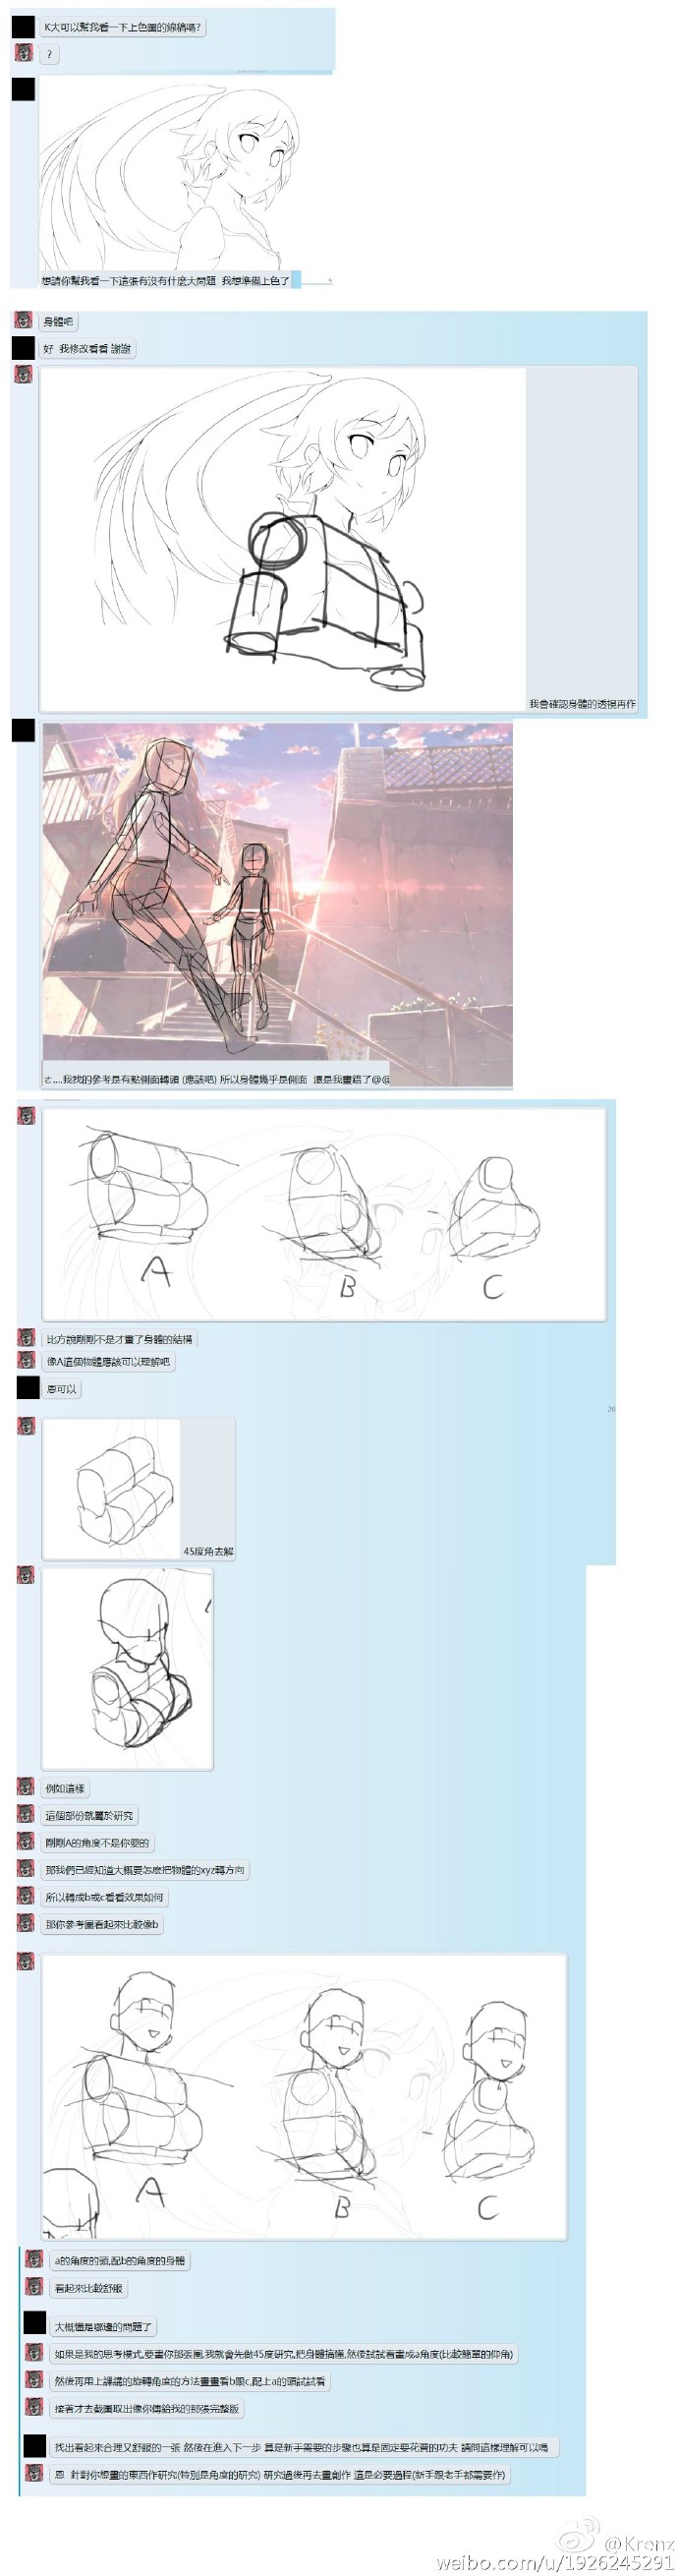 K大可以幫我看一下上色圖的線稿嗎?
?
想請你幫我看一下這張有沒有什麼大問題 我想準備上色了
身體吧
好 我修改看看 謝謝
我會確認身體的透視再作
ㄜ....我找的參考是有點側面轉頭 (應該吧) 所以身體幾乎是側面 還是我畫錯了@@
A
B
C
比方說剛剛不是才畫了身體的結構
像A這個物體應該可以理解吧
恩可以
45度角去解
例如這樣
這個部份就屬於研究
剛剛A的角度不是你要的
那我們已經知道大概要怎麼把物體的xyz轉方向
所以轉成b或c看看效果如何
那你參考圖看起來比較像b
A
B
C
a的角度的頭,配b的角度的身體
看起來比較舒服
大概懂是哪邊的問題了
如果是我的思考模式,要畫你那張圖,我就會先做45度研究,把身體搞懂,然後試試看畫成a角度(比較簡單的仰角)
然後再用上課講的旋轉角度的方法畫畫看b跟c,配上a的頭試試看
接著才去截圖取出像你傳給我的那張完整版
找出看起來合理又舒服的一張 然後在進入下一步 算是新手需要的步驟也算是固定要花費的功夫 請問這樣理解可以嗎
恩 針對你想畫的東西作研究(特別是角度的研究) 研究過後再去畫創作 這是必要過程(新手跟老手都需要作)
@Krenz
weibo.com/u/1926245291